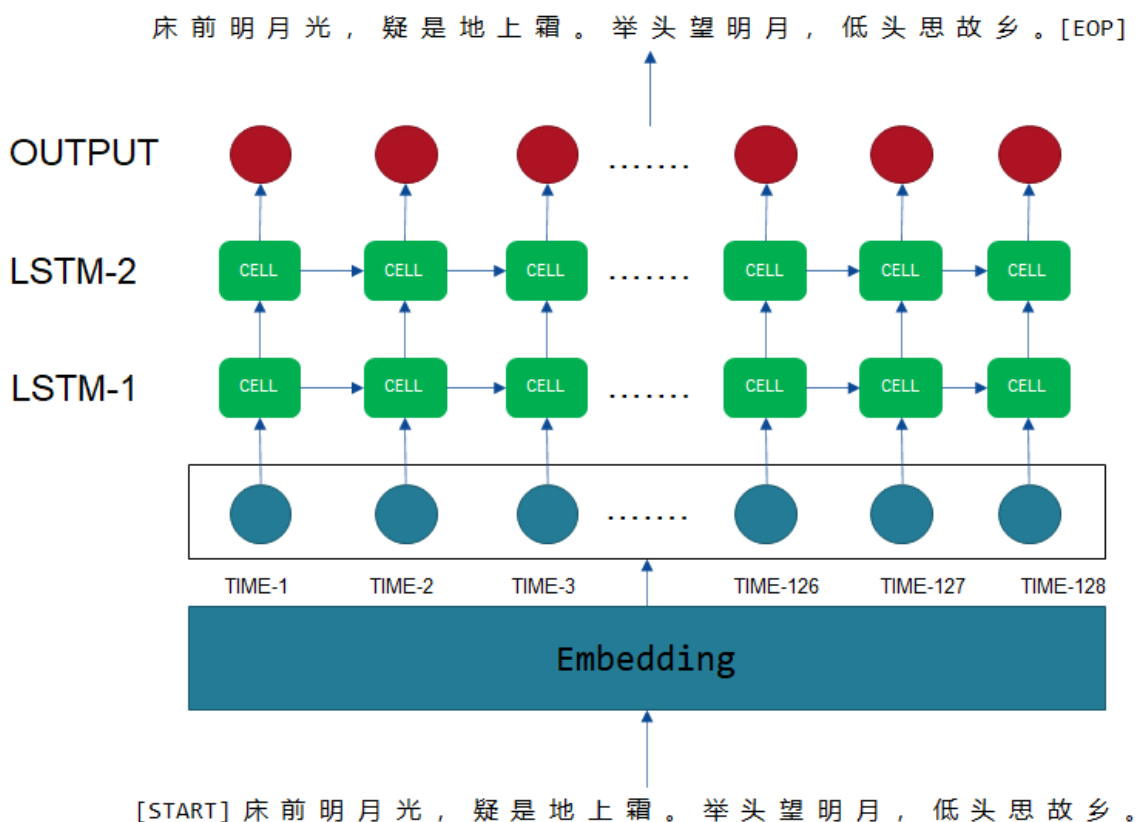 床前明月光，疑是地上霜。举头望明月，低头思故乡。[EOP]
OUTPUT
.......
LSTM-2
CELL CELL CELL ....... CELL CELL CELL
LSTM-1
CELL CELL CELL ....... CELL CELL CELL
.......
TIME-1 TIME-2 TIME-3 TIME-126 TIME-127 TIME-128
Embedding
[START]床前明月光，疑是地上霜。举头望明月，低头思故乡。